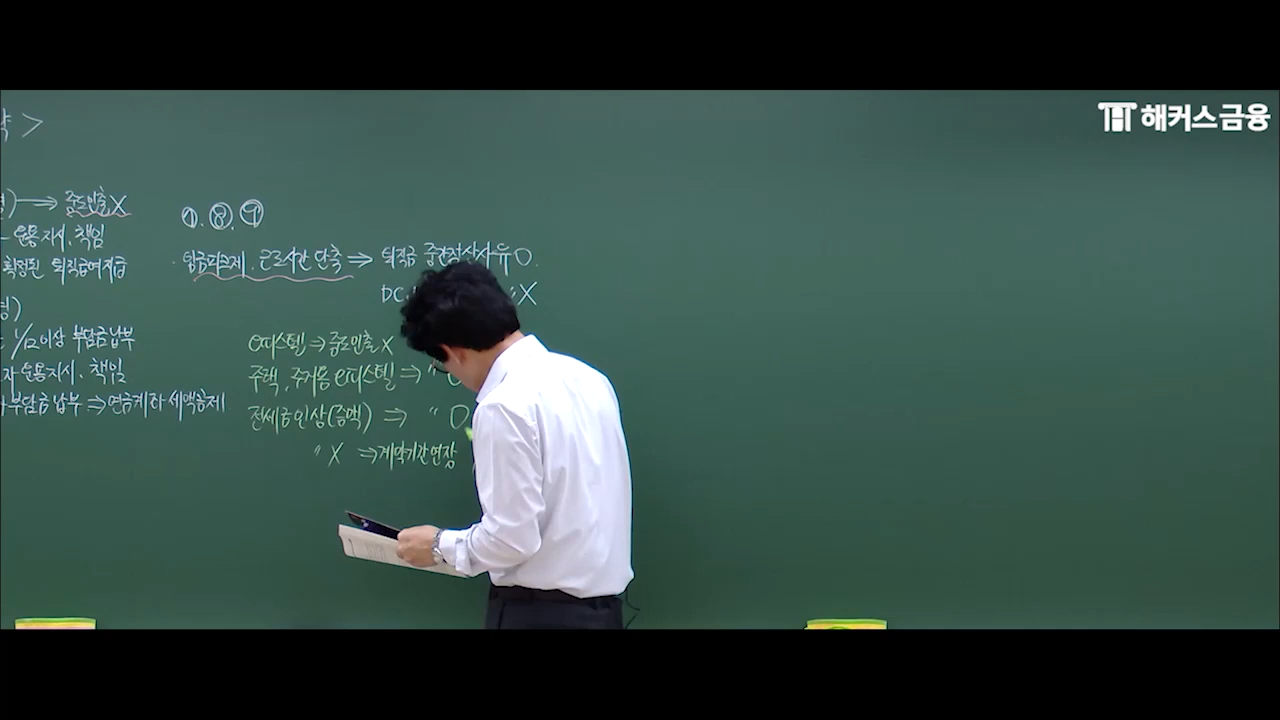 해커스금융
약 >
형) → 중도인출 X
운용지시, 책임
확정된 퇴직급여지급
형)
1/12 이상 부담금 납부
자 운용지시, 책임
부담금 납부 ⇒ 연금계좌 세액공제
①, ⑧, ⑨
임금피크제, 근로시간 단축 ⇒ 퇴직금 중간정산사유 O.
DC, " X
오피스텔 ⇒ 중도인출 X
주택, 주거용 오피스텔 ⇒ "
전세금인상(증액) ⇒ " O
" X ⇒ 계약기간연장